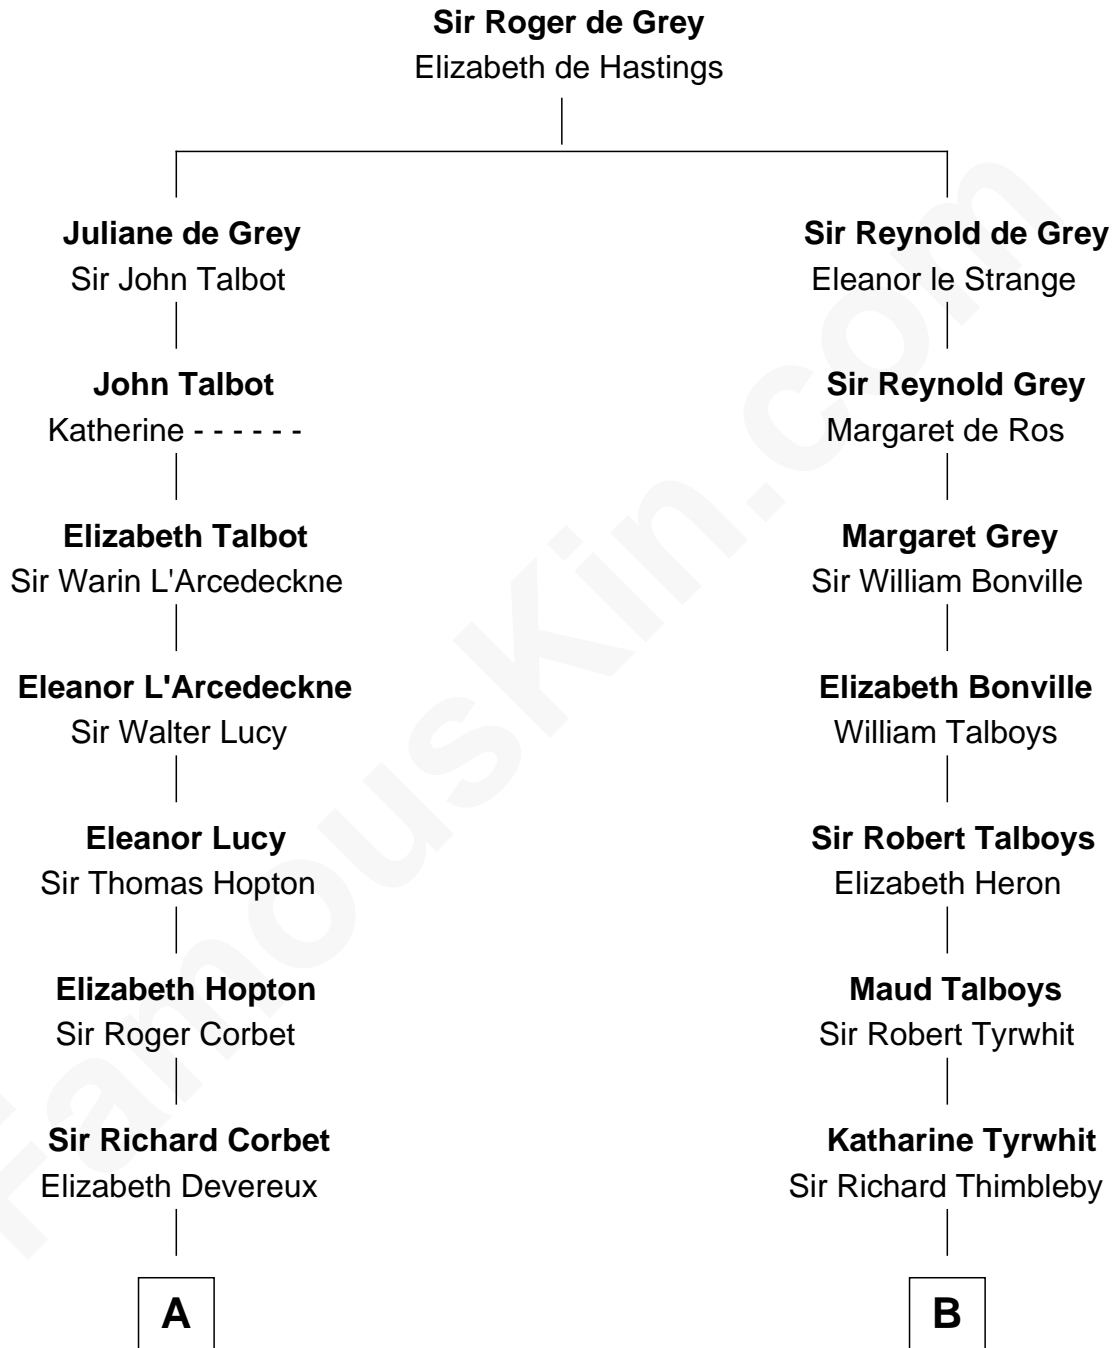 Sir Roger de Grey
Elizabeth de Hastings
Juliane de Grey
Sir John Talbot
John Talbot
Katherine - - - - - -
Elizabeth Talbot
Sir Warin L'Arcedeckne
Eleanor L'Arcedeckne
Sir Walter Lucy
Eleanor Lucy
Sir Thomas Hopton
Elizabeth Hopton
Sir Roger Corbet
Sir Richard Corbet
Elizabeth Devereux
A
Sir Reynold de Grey
Eleanor le Strange
Sir Reynold Grey
Margaret de Ros
Margaret Grey
Sir William Bonville
Elizabeth Bonville
William Talboys
Sir Robert Talboys
Elizabeth Heron
Maud Talboys
Sir Robert Tyrwhit
Katharine Tyrwhit
Sir Richard Thimbleby
B
FamousKin.com